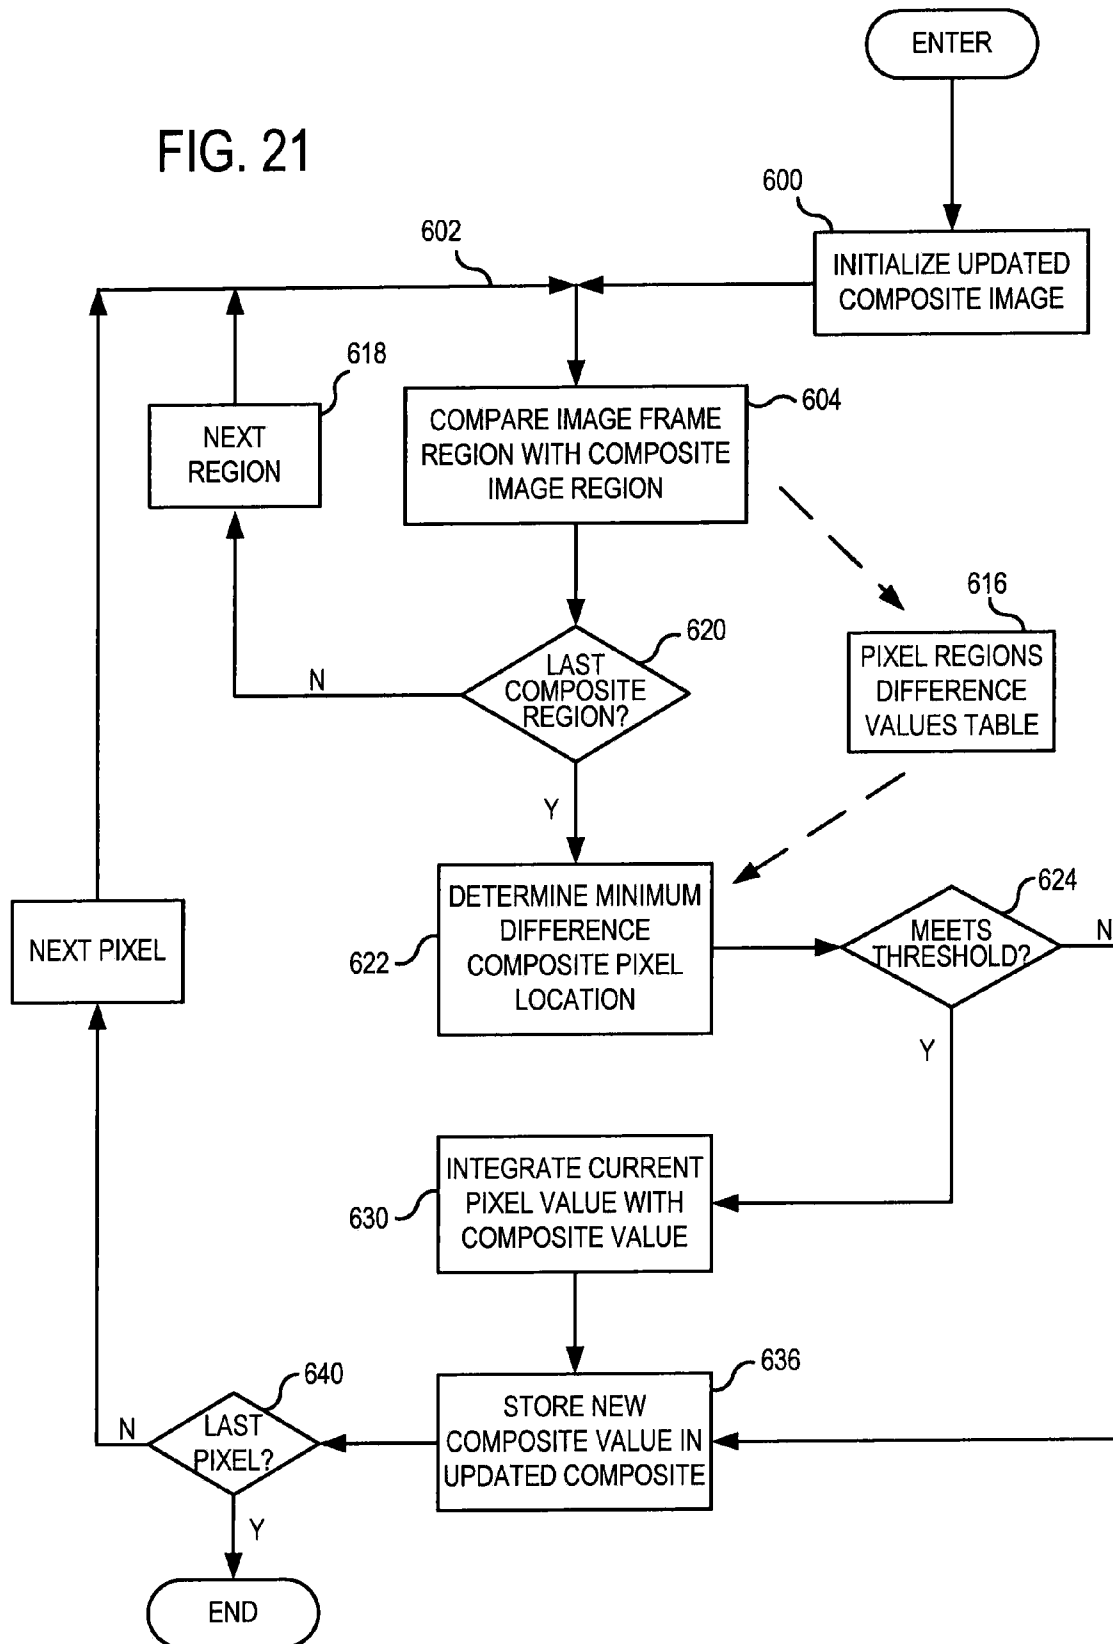 ENTER
FIG. 21
600
INITIALIZE UPDATED
COMPOSITE IMAGE
602
618
NEXT
REGION
604
COMPARE IMAGE FRAME
REGION WITH COMPOSITE
IMAGE REGION
616
PIXEL REGIONS
DIFFERENCE
VALUES TABLE
620
LAST
COMPOSITE
REGION?
N
Y
NEXT PIXEL
622
DETERMINE MINIMUM
DIFFERENCE
COMPOSITE PIXEL
LOCATION
624
MEETS
THRESHOLD?
N
Y
630
INTEGRATE CURRENT
PIXEL VALUE WITH
COMPOSITE VALUE
636
STORE NEW
COMPOSITE VALUE IN
UPDATED COMPOSITE
640
LAST
PIXEL?
N
Y
END